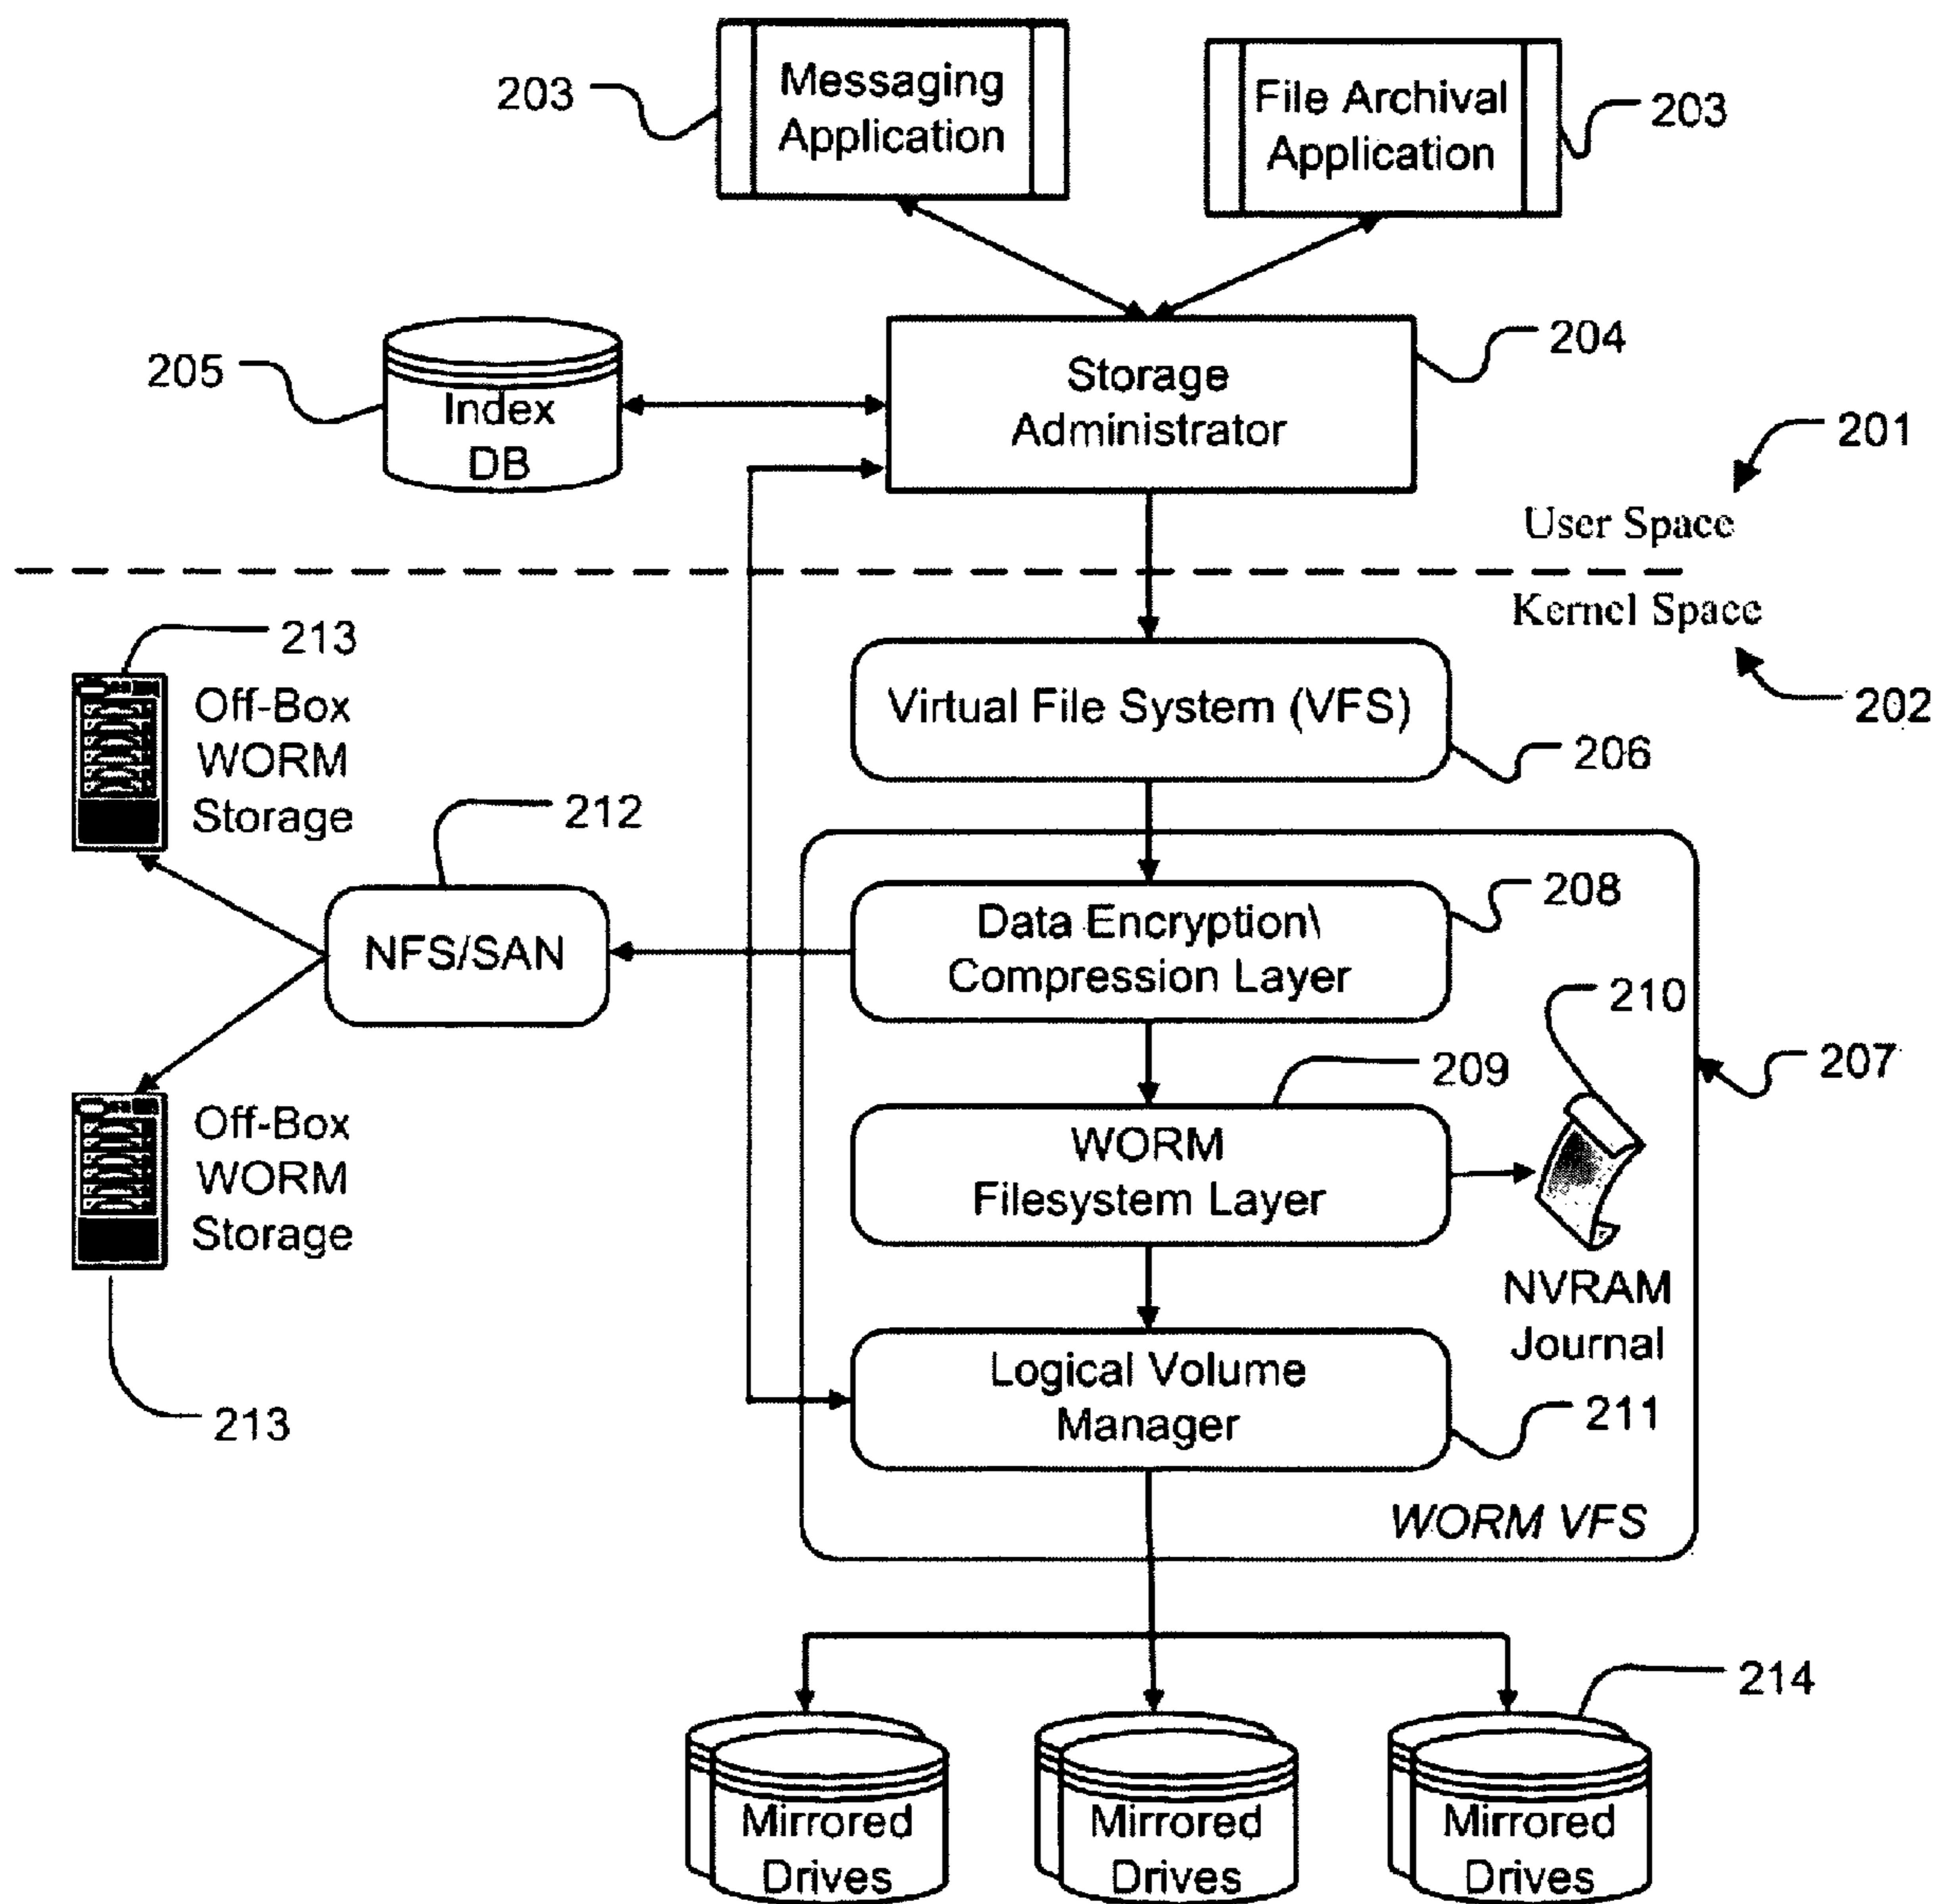 Messaging
Application
203
File Archival
Application
203
205
Index
DB
Storage
Administrator
204
201
User Space
Kernel Space
202
213
Off-Box
WORM
Storage
Virtual File System (VFS)
206
212
NFS/SAN
Data Encryption\
Compression Layer
208
210
207
209
WORM
Filesystem Layer
NVRAM
Journal
Off-Box
WORM
Storage
213
Logical Volume
Manager
211
WORM VFS
214
Mirrored
Drives
Mirrored
Drives
Mirrored
Drives